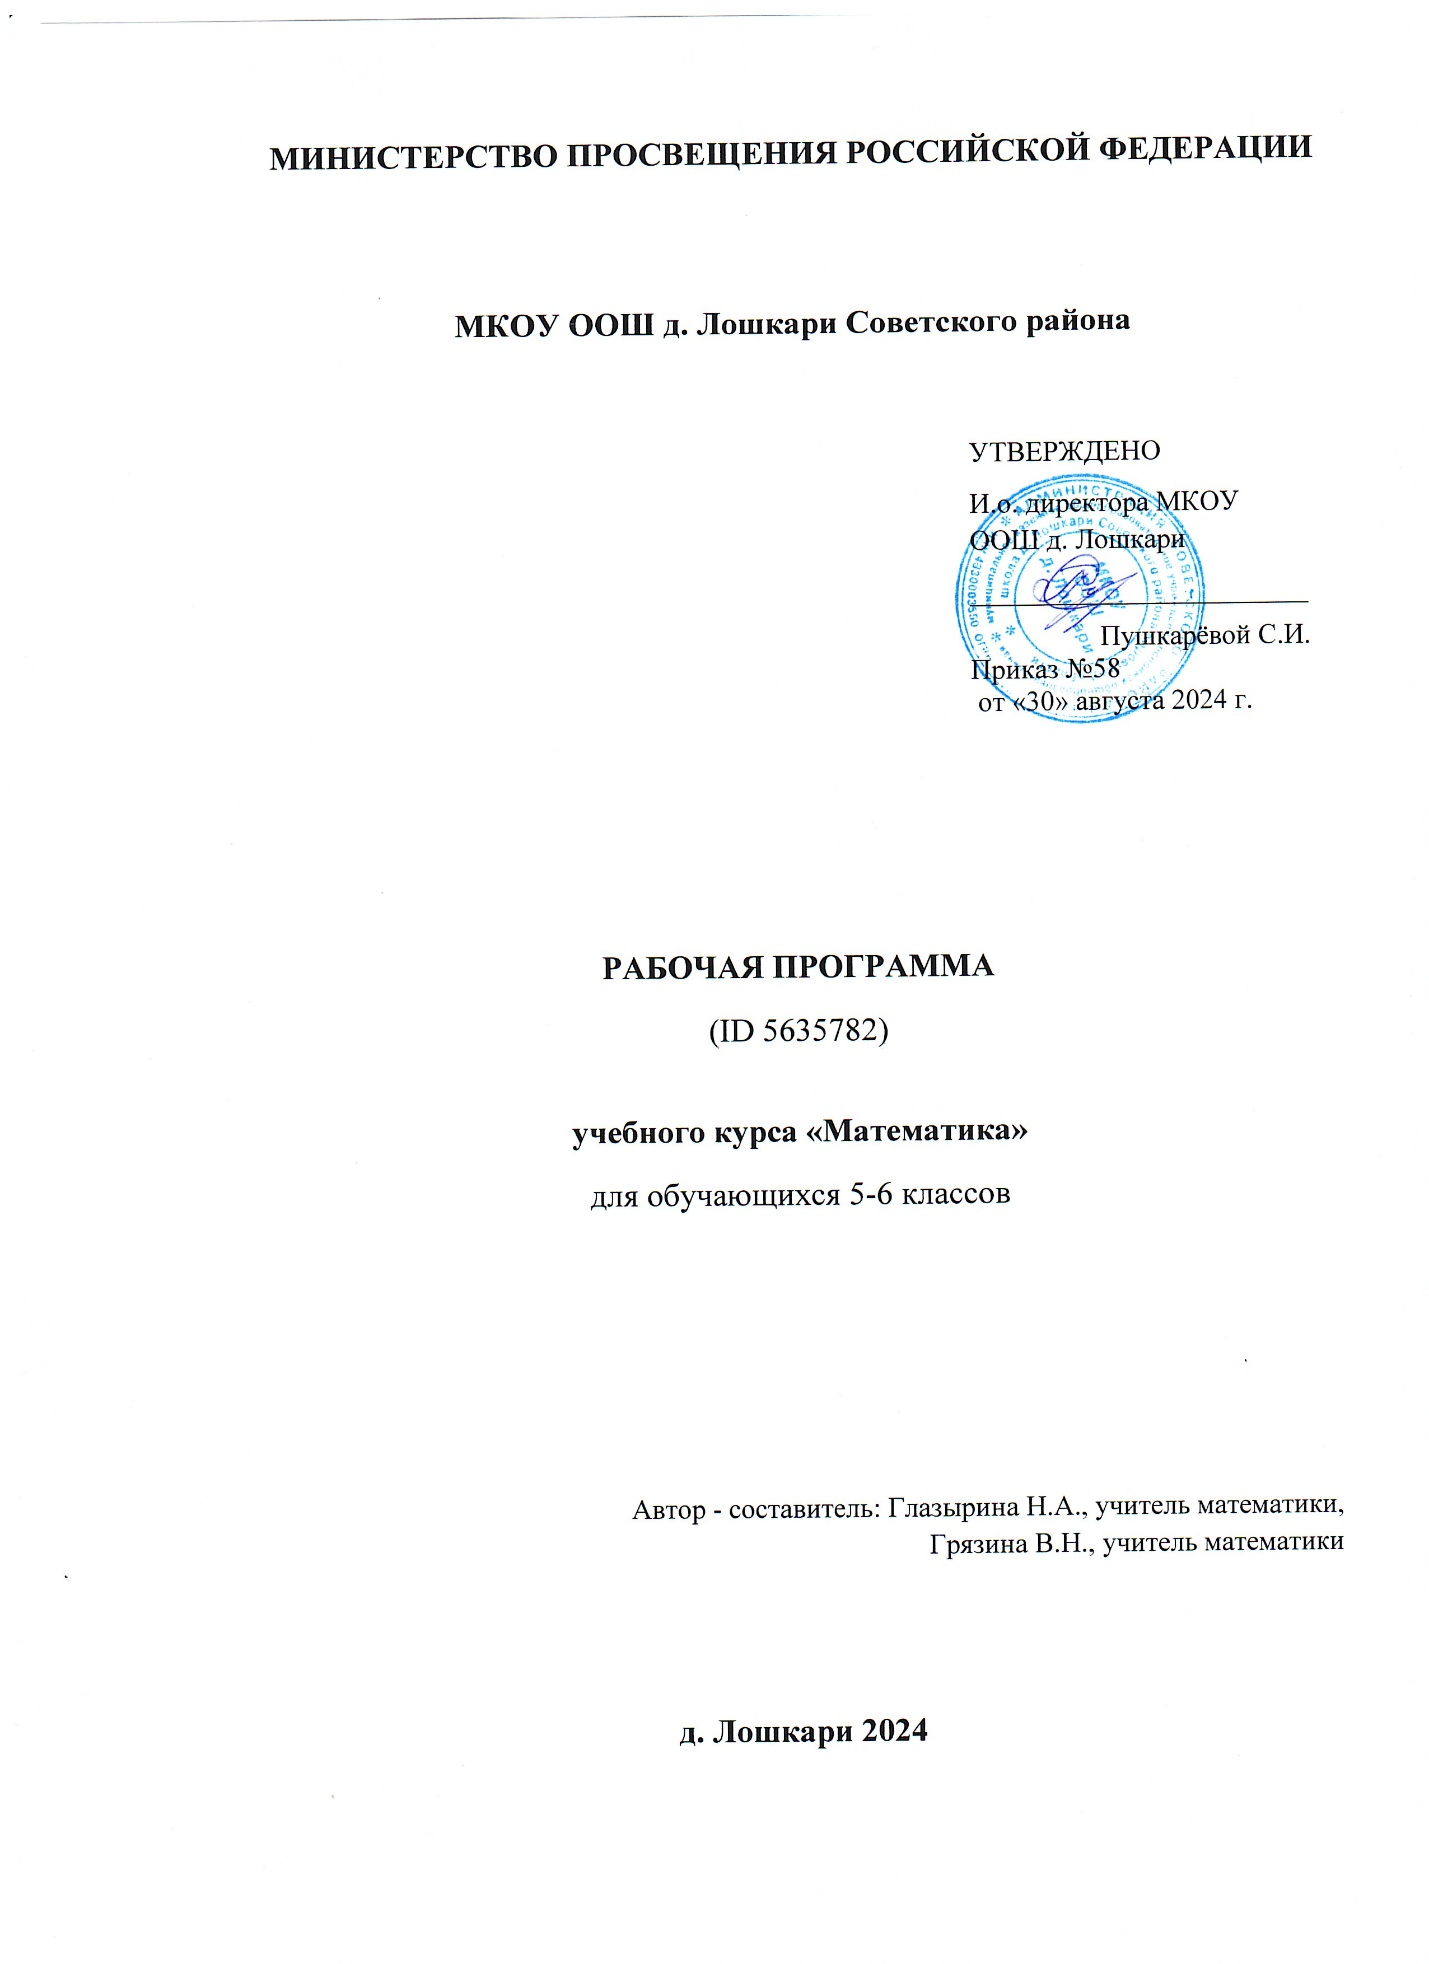 МИНИСТЕРСТВО ПРОСВЕЩЕНИЯ РОССИЙСКОЙ ФЕДЕРАЦИИ
МКОУ ООШ д. Лошкари Советского района
УТВЕРЖДЕНО
И.о. директора МКОУ
ООШ д. Лошкари
Пушкарёвой С.И.
Приказ №58
от «30» августа 2024 г.
МКОУ
д. Лошкари
РАБОЧАЯ ПРОГРАММА
(ID 5635782)
учебного курса «Математика»
для обучающихся 5-6 классов
Автор - составитель: Глазырина Н.А., учитель математики,
Грязина В.Н., учитель математики
д. Лошкари 2024